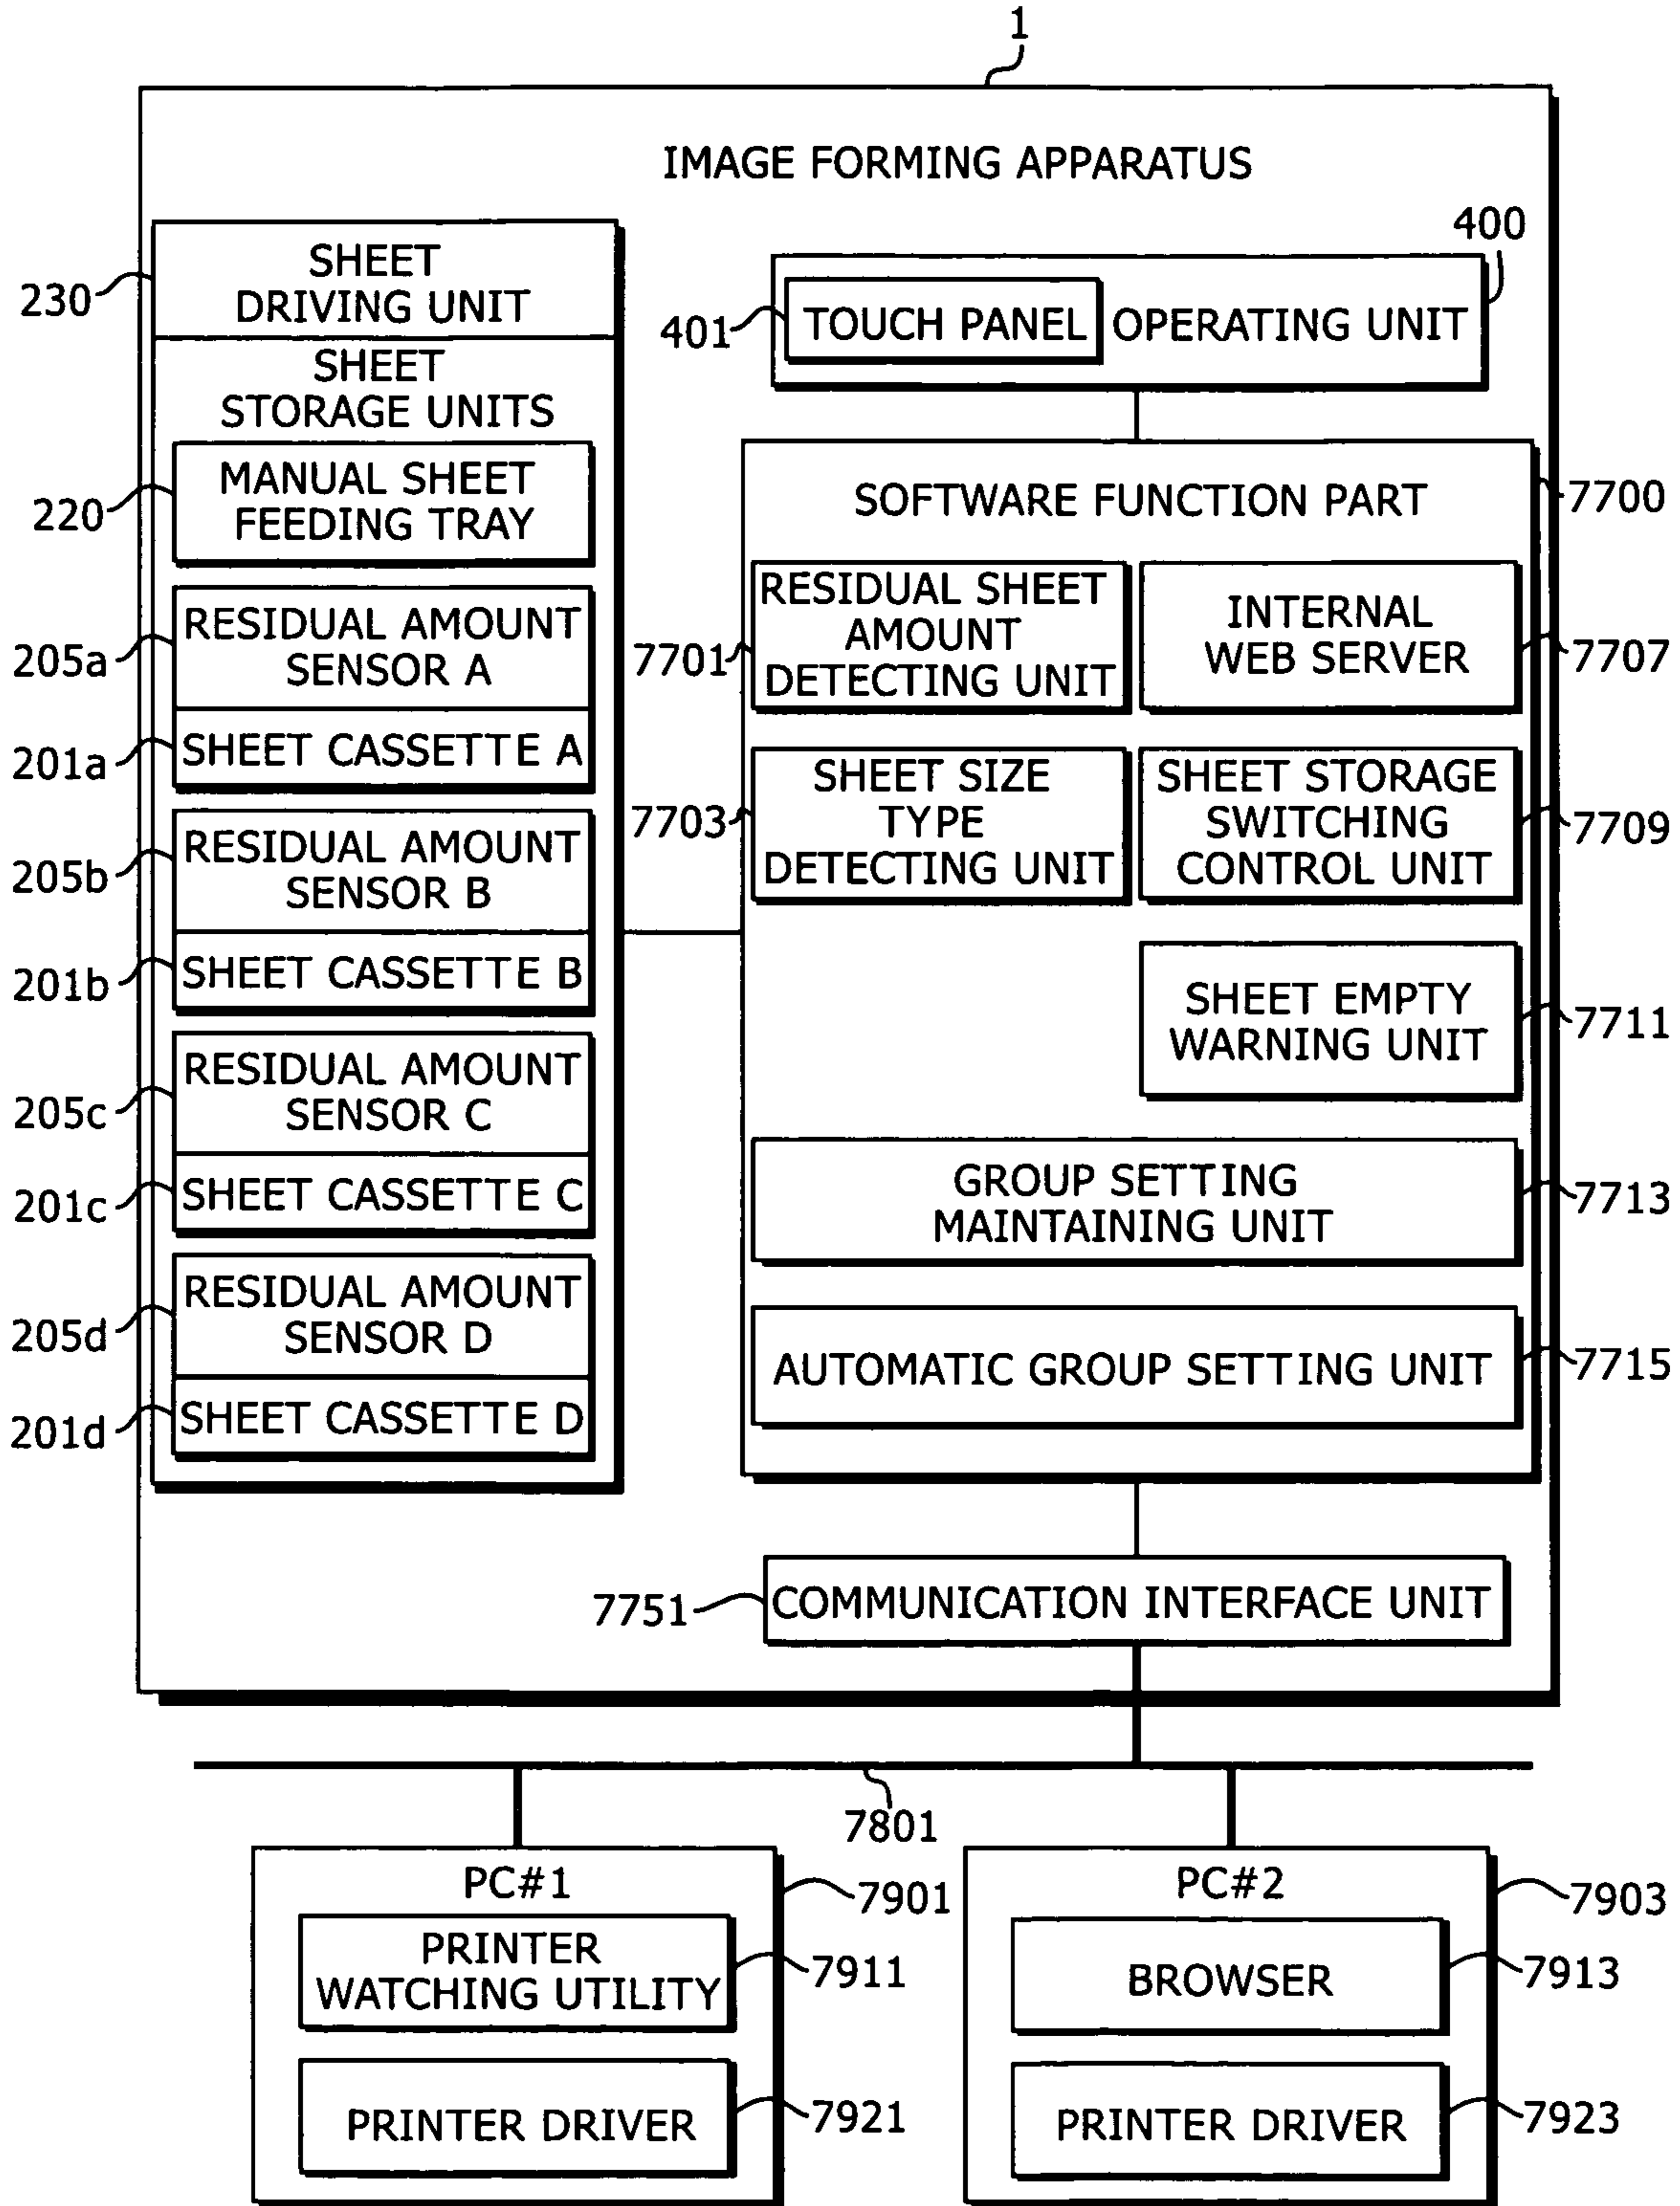 1
IMAGE FORMING APPARATUS
230
SHEET
DRIVING UNIT
SHEET
STORAGE UNITS
220
MANUAL SHEET
FEEDING TRAY
205a
RESIDUAL AMOUNT
SENSOR A
201a
SHEET CASSETTE A
205b
RESIDUAL AMOUNT
SENSOR B
201b
SHEET CASSETTE B
205c
RESIDUAL AMOUNT
SENSOR C
201c
SHEET CASSETTE C
205d
RESIDUAL AMOUNT
SENSOR D
201d
SHEET CASSETTE D
400
401
TOUCH PANEL
OPERATING UNIT
SOFTWARE FUNCTION PART
7700
7701
RESIDUAL SHEET
AMOUNT
DETECTING UNIT
INTERNAL
WEB SERVER
7707
7703
SHEET SIZE
TYPE
DETECTING UNIT
SHEET STORAGE
SWITCHING
CONTROL UNIT
7709
SHEET EMPTY
WARNING UNIT
7711
GROUP SETTING
MAINTAINING UNIT
7713
AUTOMATIC GROUP SETTING UNIT
7715
7751
COMMUNICATION INTERFACE UNIT
7801
PC#1
7901
PRINTER
WATCHING UTILITY
7911
PRINTER DRIVER
7921
PC#2
7903
BROWSER
7913
PRINTER DRIVER
7923